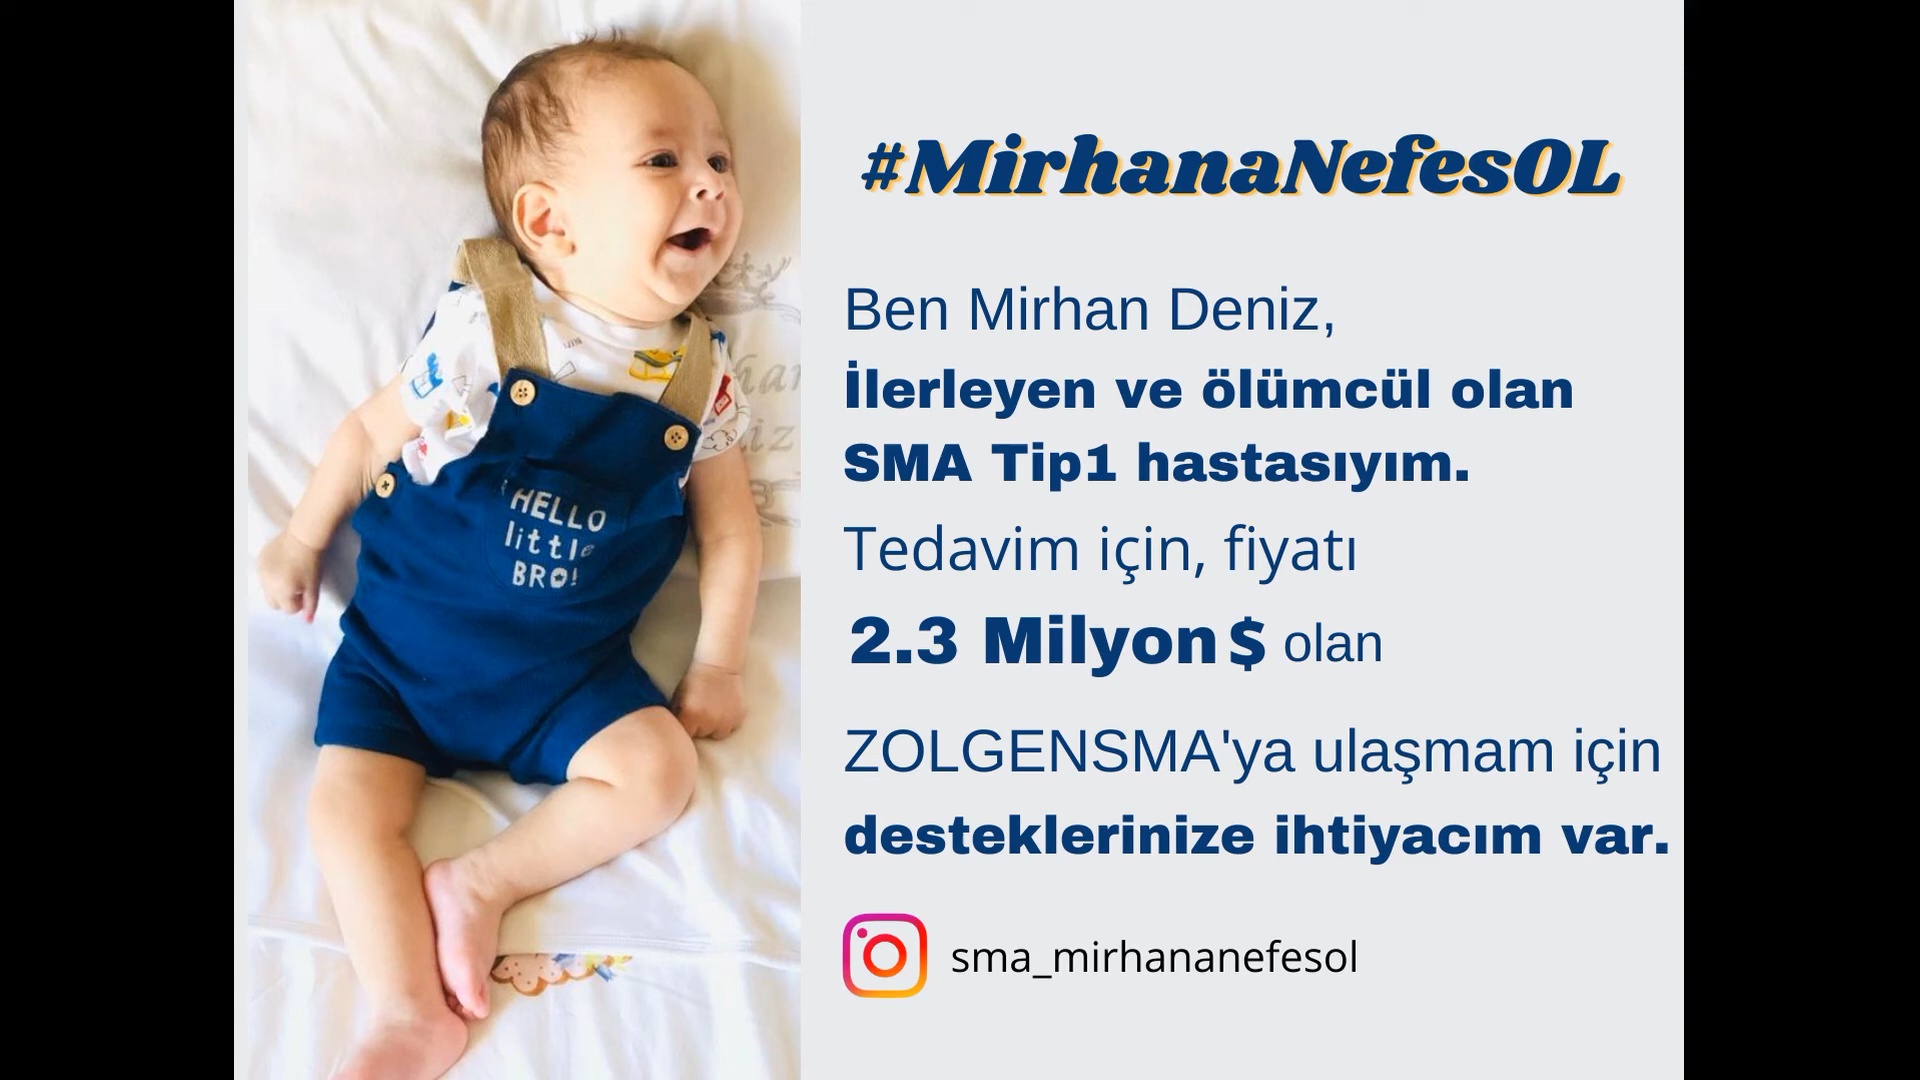 #MirhanaNefesOL
Ben Mirhan Deniz,
İlerleyen ve ölümcül olan
SMA Tip1 hastasıyım.
Tedavim için, fiyatı
2.3 Milyon$ olan
ZOLGENSMA'ya ulaşmam için
desteklerinize ihtiyacım var.
sma_mirhananefesol
HELLO
little
BRO!